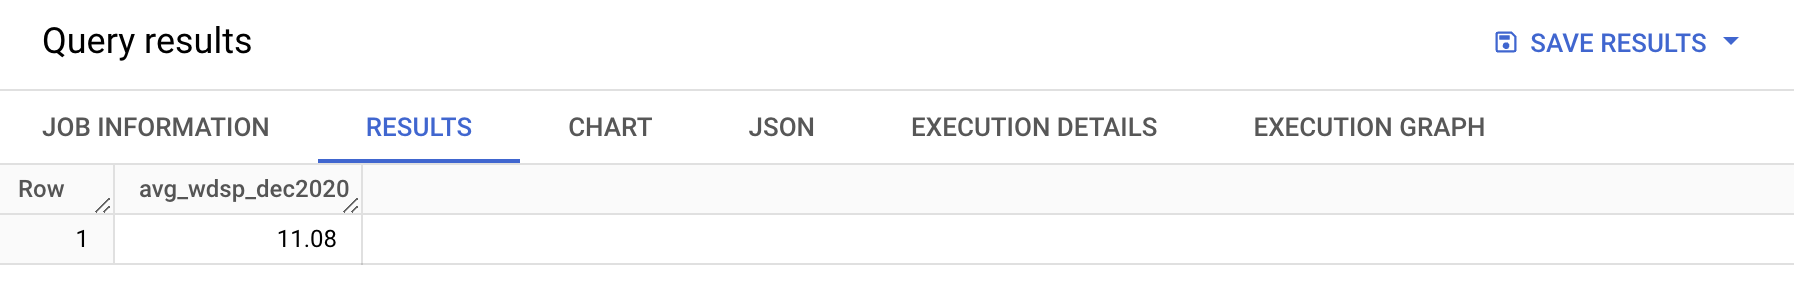 Query results
SAVE RESULTS
JOB INFORMATION RESULTS CHART JSON EXECUTION DETAILS EXECUTION GRAPH
Row avg_wdsp_dec2020
1 11.08